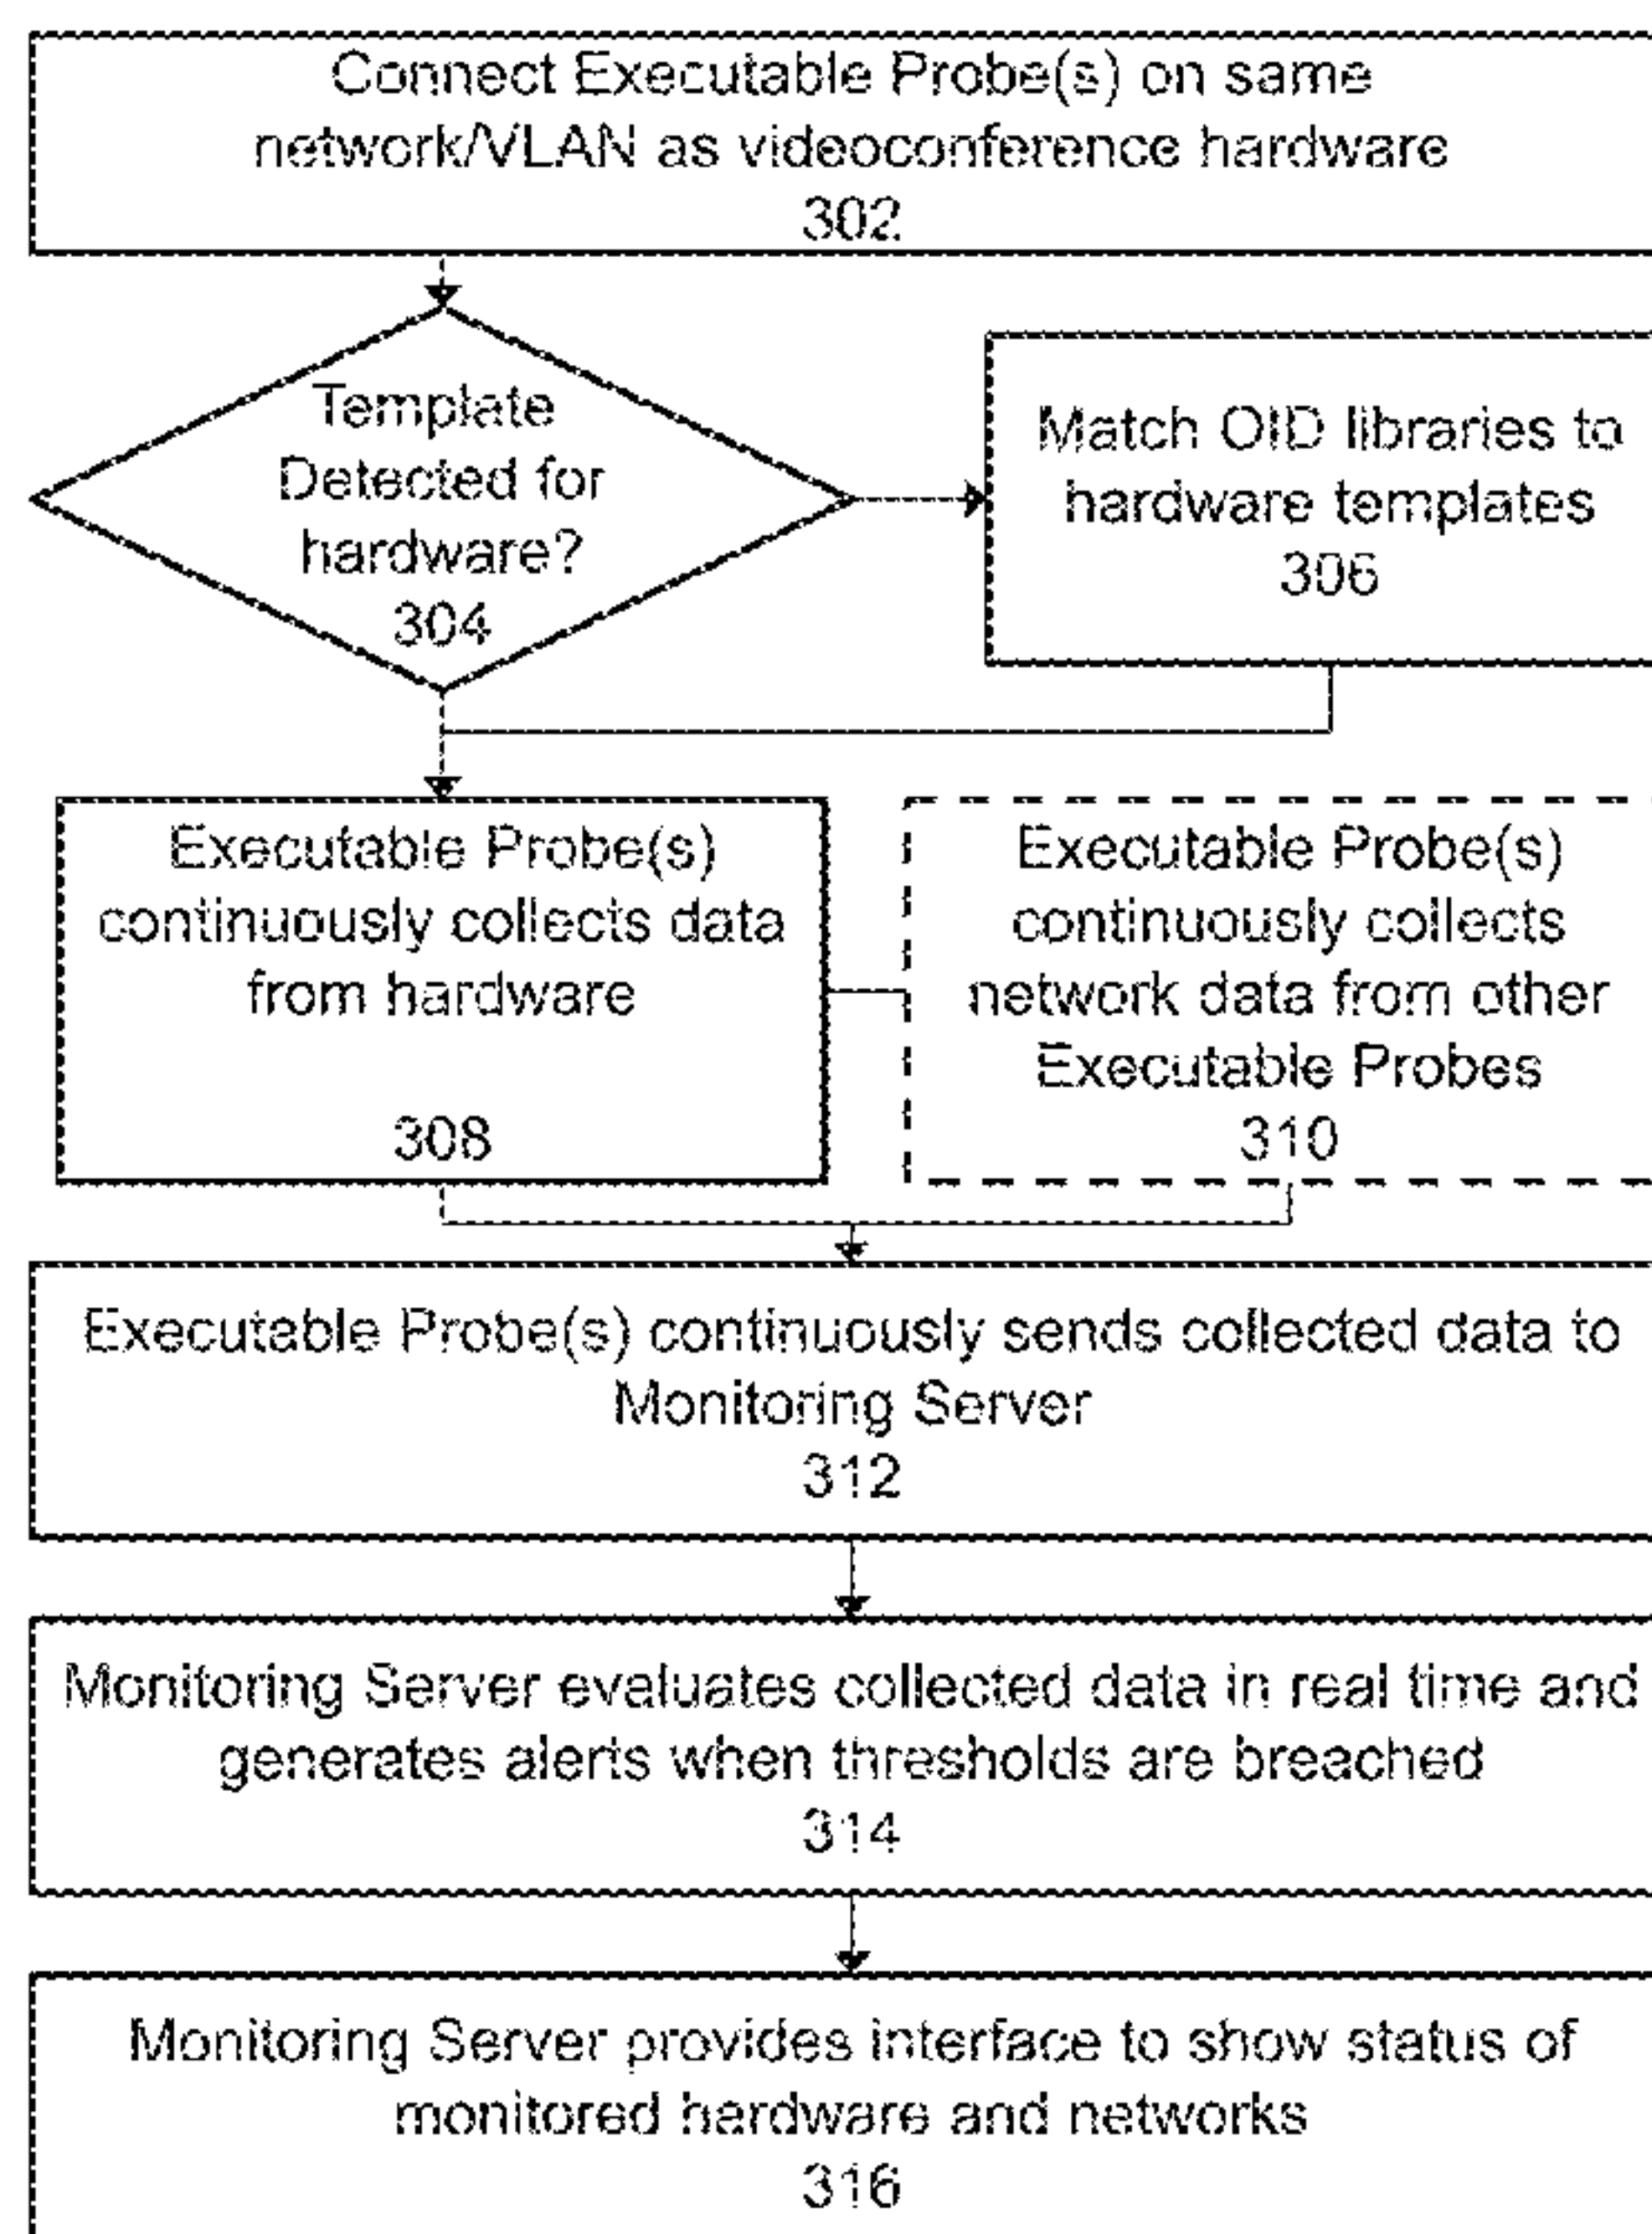 Connect Executable Probe(s) on same
network/VLAN as videoconference hardware
302
Template
Detected for
hardware?
304
Match OID libraries to
hardware templates
306
Executable Probe(s)
continuously collects data
from hardware
308
Executable Probe(s)
continuously collects
network data from other
Executable Probes
310
Executable Probe(s) continuously sends collected data to
Monitoring Server
312
Monitoring Server evaluates collected data in real time and
generates alerts when thresholds are breached
314
Monitoring Server provides interface to show status of
monitored hardware and networks
316